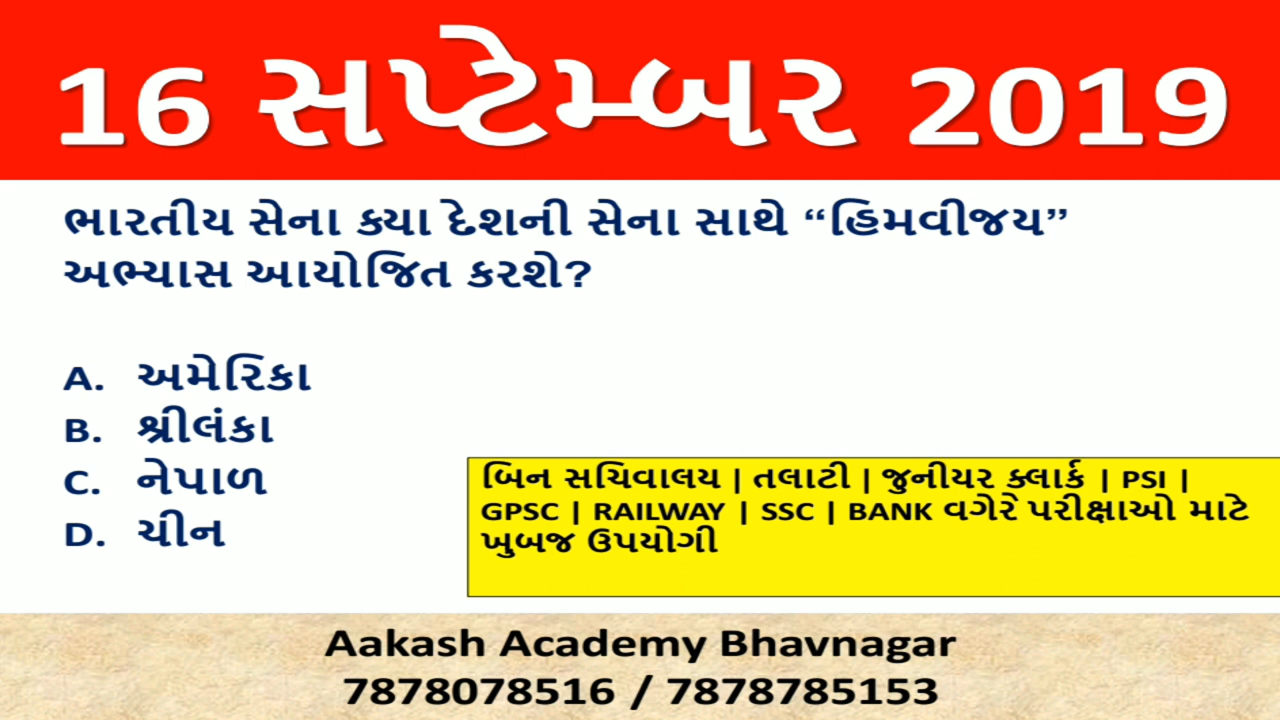 16 સપ્ટેમ્બર 2019
ભારતીય સેના ક્યા દેશની સેના સાથે “હિમવીજય”
અભ્યાસ આયોજિત કરશે?
A. અમેરિકા
B. શ્રીલંકા
C. નેપાળ
D. ચીન
બિન સચિવાલય | તલાટી | જુનીયર ક્લાર્ક | PSI |
GPSC | RAILWAY | SSC | BANK વગેરે પરીક્ષાઓ માટે
ખુબજ ઉપયોગી
Aakash Academy Bhavnagar
7878078516 / 7878785153